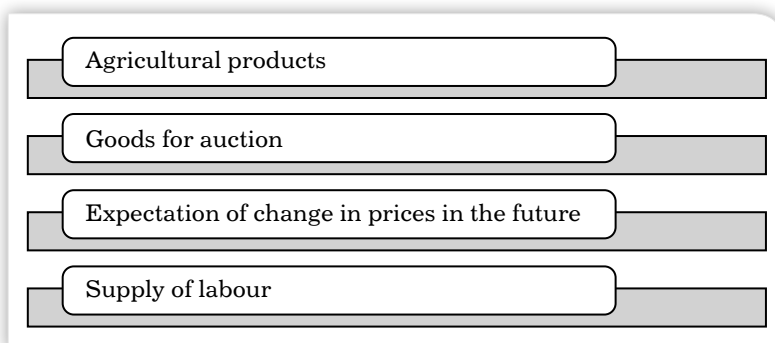 Agricultural products
Goods for auction
Expectation of change in prices in the future
Supply of labour